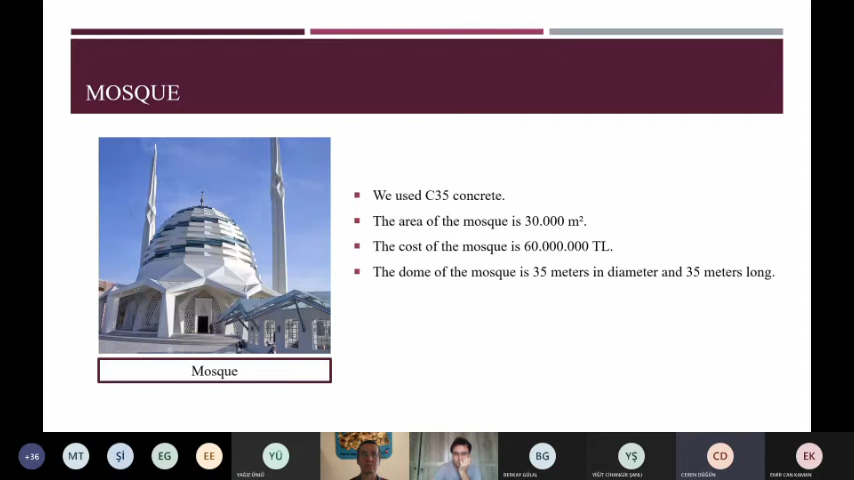 MOSQUE
We used C35 concrete.
The area of the mosque is 30.000 m².
The cost of the mosque is 60.000.000 TL.
The dome of the mosque is 35 meters in diameter and 35 meters long.
Mosque
+36
MT
Şİ
EG
EE
YÜ
YAĞIZ ÜNLÜ
BG
BERKAY GÜLAL
YŞ
YİĞİT CİHANGİR ŞANLI
CD
CEREN DÜĞÜN
EK
EMİR CAN KAMAN